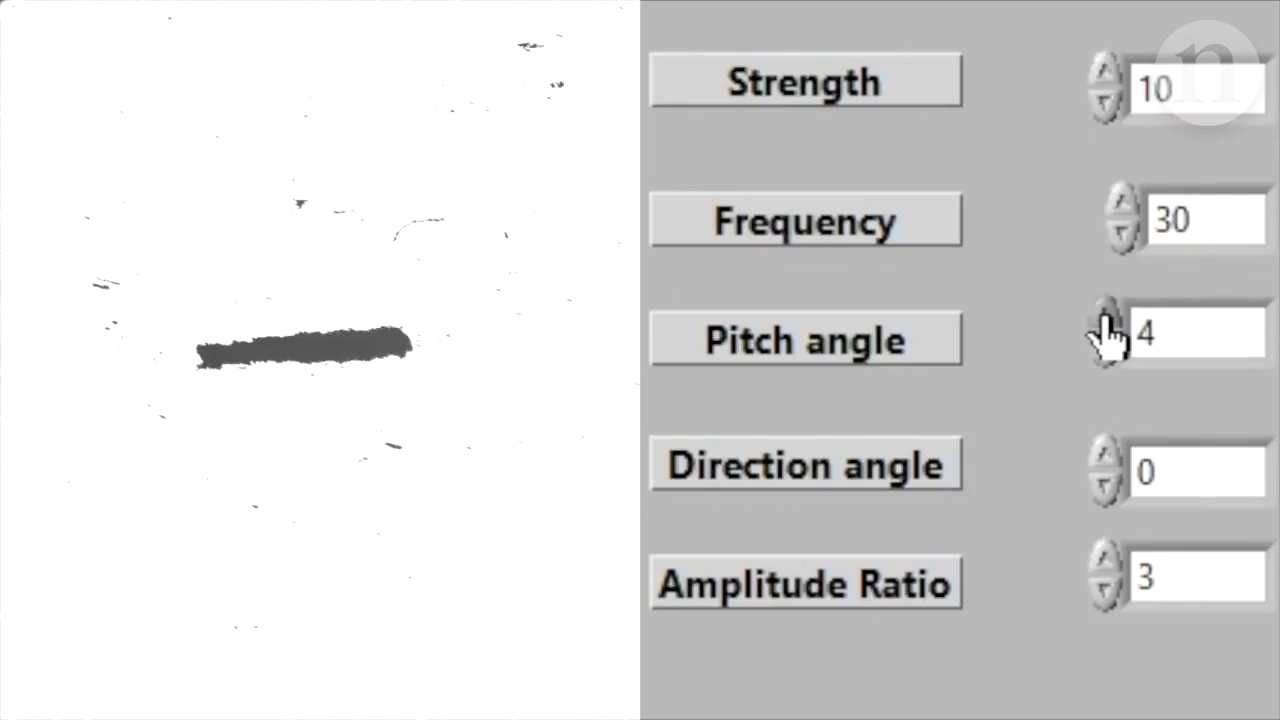 Strength
10
n
Frequency
30
Pitch angle
4
Direction angle
0
Amplitude Ratio
3